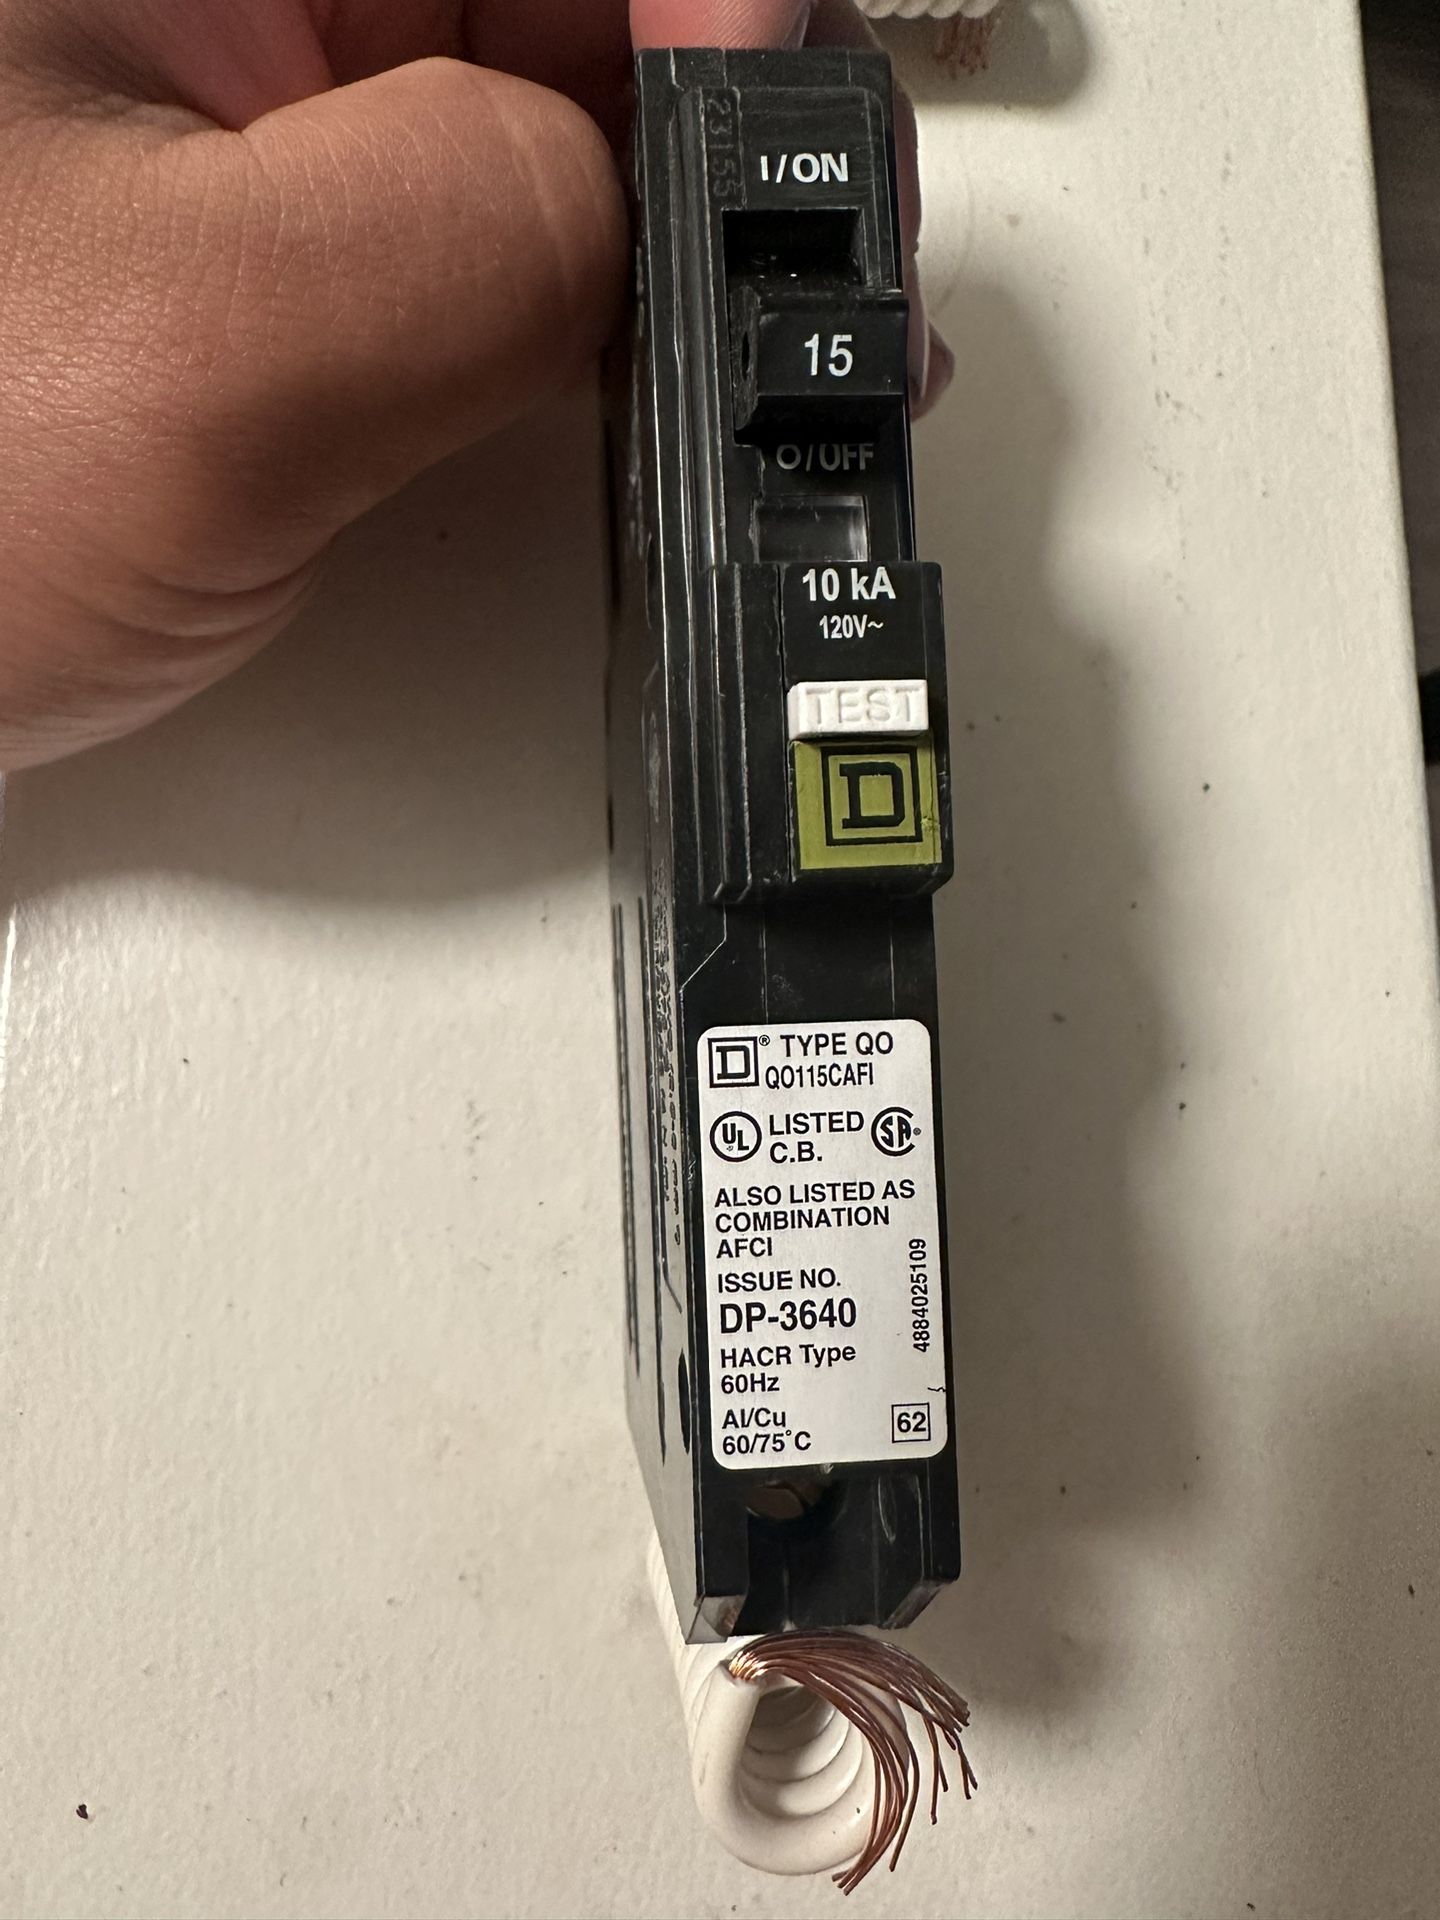 23155
I/ON
15
O/OFF
10 kA
120V~
TEST
D
D® TYPE QO
QO115CAFI
UL LISTED SA®
C.B.
ALSO LISTED AS
COMBINATION
AFCI
ISSUE NO.
DP-3640
HACR Type
60Hz
Al/Cu
60/75°C
62
4884025109